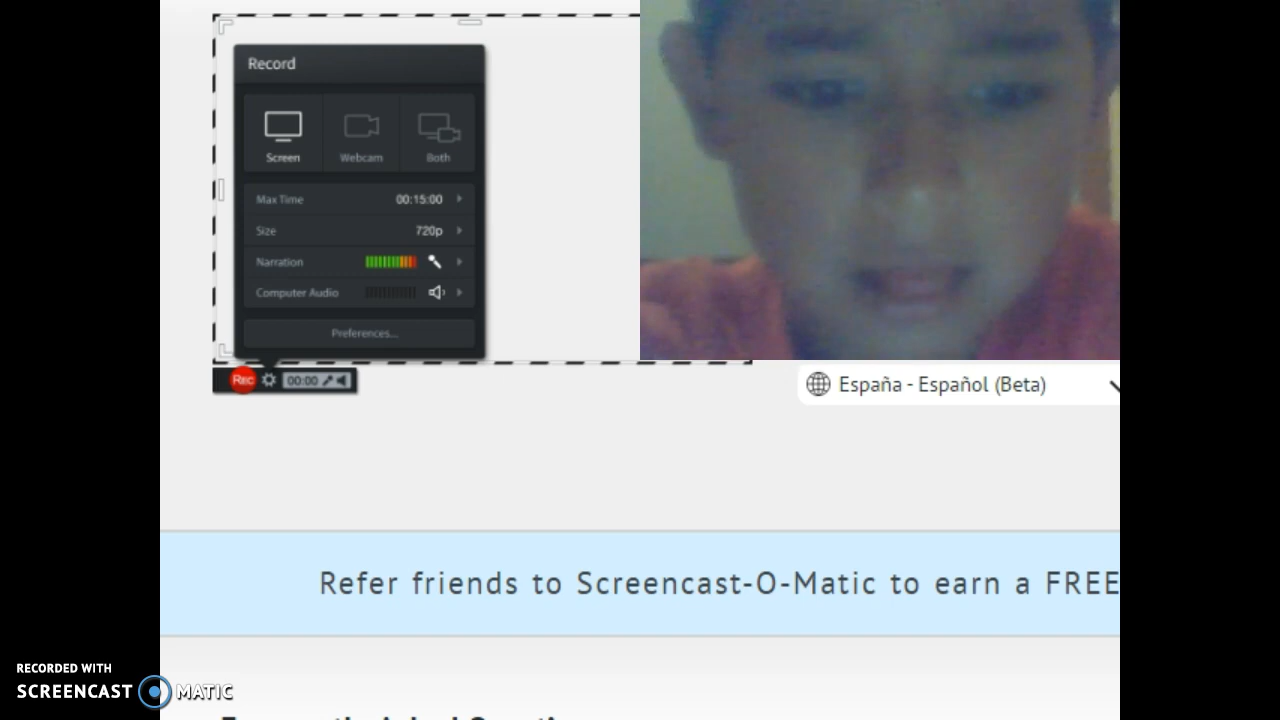 Record
Screen Webcam Both
Max Time 00:15:00
Size 720p
Narration
Computer Audio
Preferences...
Rec 00:00
España - Español (Beta)
Refer friends to Screencast-O-Matic to earn a FREE
RECORDED WITH
SCREENCAST MATIC